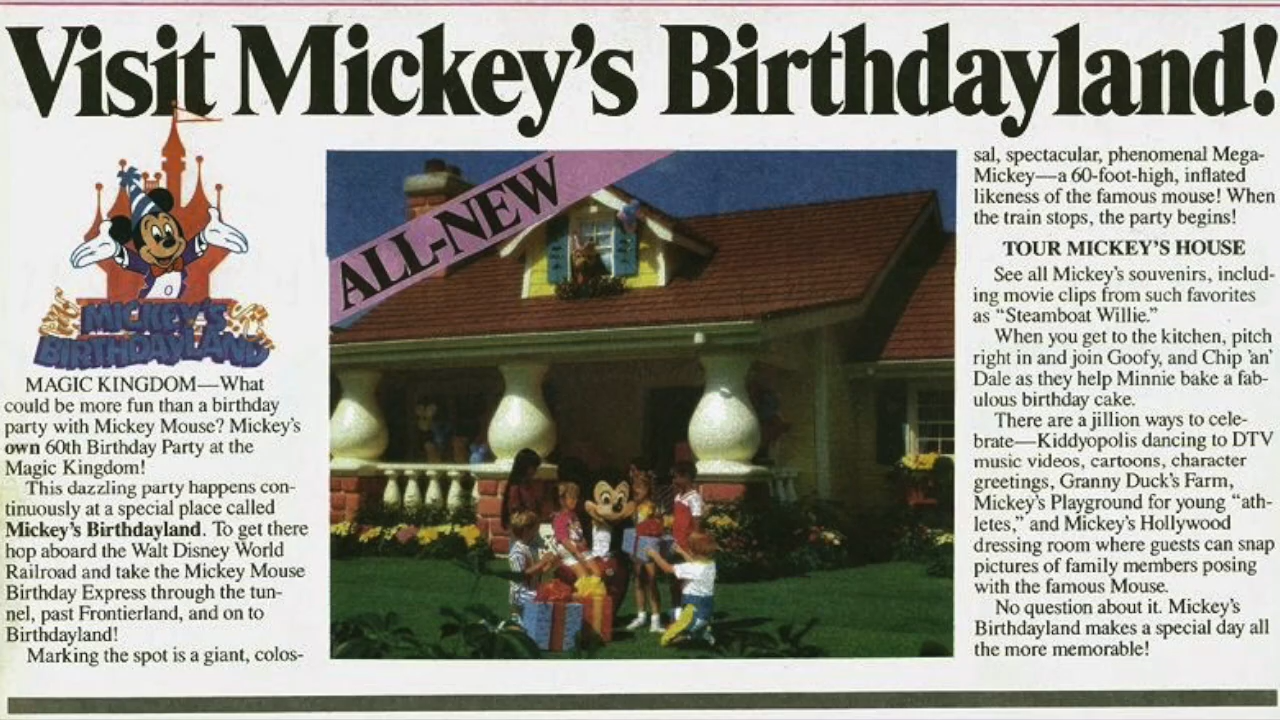 Visit Mickey's Birthdayland!
MICKEY'S
BIRTHDAYLAND
MAGIC KINGDOM—What
could be more fun than a birthday
party with Mickey Mouse? Mickey's
own 60th Birthday Party at the
Magic Kingdom!
This dazzling party happens con-
tinuously at a special place called
Mickey's Birthdayland. To get there
hop aboard the Walt Disney World
Railroad and take the Mickey Mouse
Birthday Express through the tun-
nel, past Frontierland, and on to
Birthdayland!
Marking the spot is a giant, colos-
ALL-NEW
sal, spectacular, phenomenal Mega-
Mickey—a 60-foot-high, inflated
likeness of the famous mouse! When
the train stops, the party begins!
TOUR MICKEY'S HOUSE
See all Mickey's souvenirs, includ-
ing movie clips from such favorites
as "Steamboat Willie."
When you get to the kitchen, pitch
right in and join Goofy, and Chip 'an'
Dale as they help Minnie bake a fab-
ulous birthday cake.
There are a jillion ways to cele-
brate—Kiddyopolis dancing to DTV
music videos, cartoons, character
greetings, Granny Duck's Farm,
Mickey's Playground for young "ath-
letes," and Mickey's Hollywood
dressing room where guests can snap
pictures of family members posing
with the famous Mouse.
No question about it. Mickey's
Birthdayland makes a special day all
the more memorable!